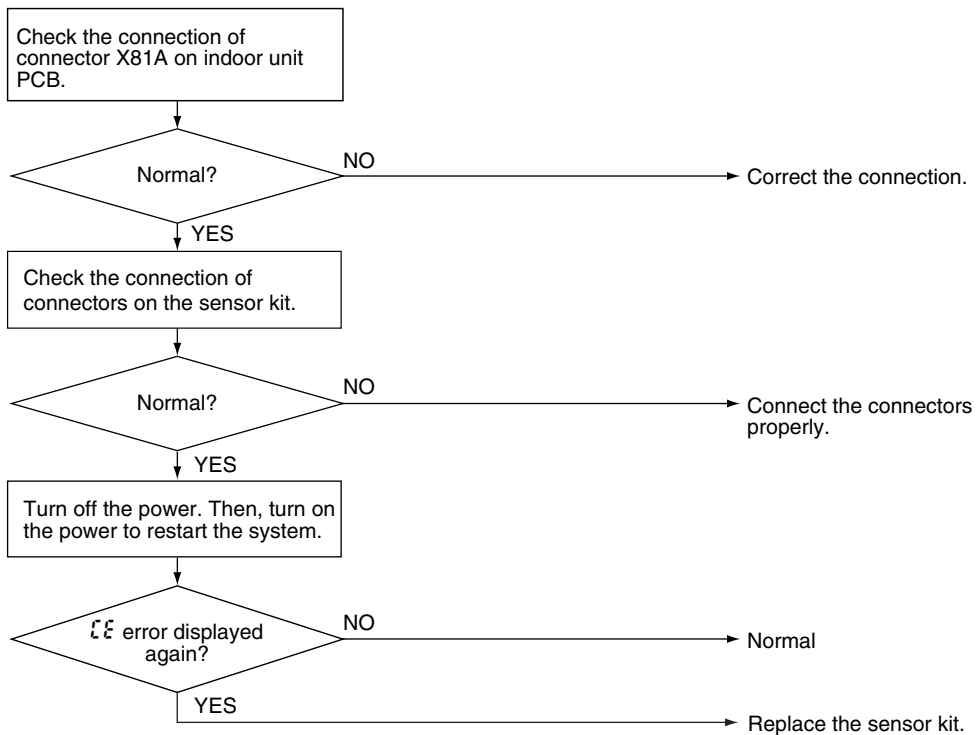 Check the connection of
connector X81A on indoor unit
PCB.
Normal?
NO
Correct the connection.
YES
Check the connection of
connectors on the sensor kit.
Normal?
NO
Connect the connectors
properly.
YES
Turn off the power. Then, turn on
the power to restart the system.
CE error displayed
again?
NO
Normal
YES
Replace the sensor kit.